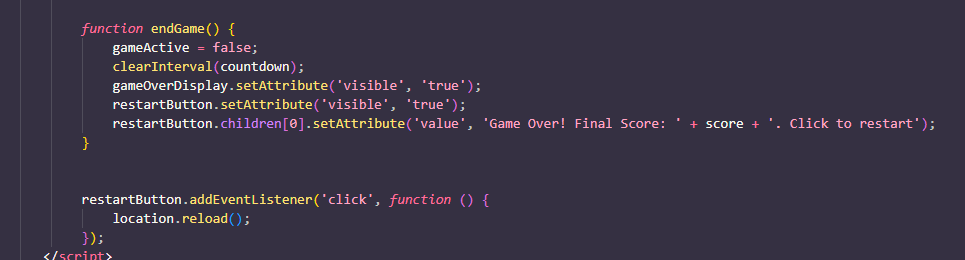 function endGame() {
gameActive = false;
clearInterval(countdown);
gameOverDisplay.setAttribute('visible', 'true');
restartButton.setAttribute('visible', 'true');
restartButton.children[0].setAttribute('value', 'Game Over! Final Score: ' + score + '. Click to restart');
}
restartButton.addEventListener('click', function () {
location.reload();
});
</script>